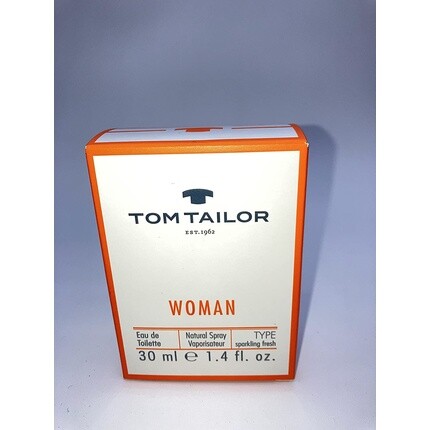 TOM TAILOR
EST. 1962
WOMAN
Eau de Toilette
Natural Spray Vaporisateur
TYPE sparkling fresh
30 ml e 1.4 fl. oz.